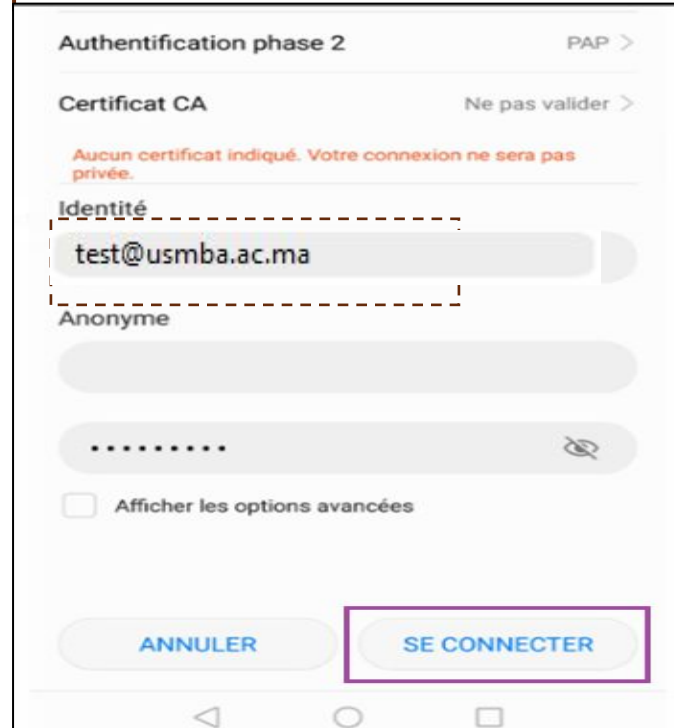 Authentification phase 2 PAP >
Certificat CA Ne pas valider >
Aucun certificat indiqué. Votre connexion ne sera pas
privée.
Identité
test@usmba.ac.ma
Anonyme
•••••••••
Afficher les options avancées
ANNULER SE CONNECTER